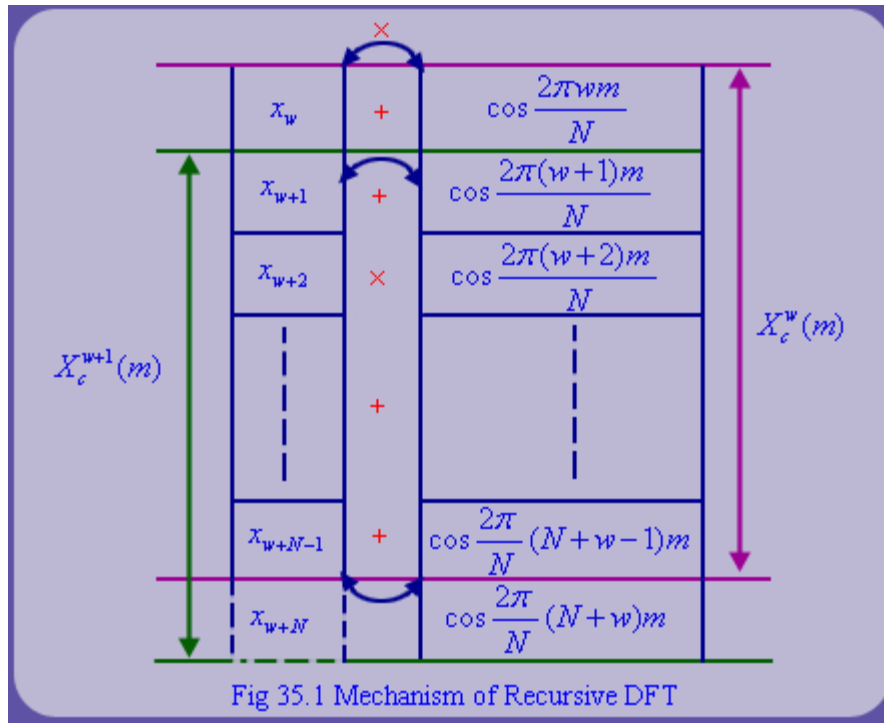 ×
x_w + cos 2πwm/N
x_{w+1} + cos 2π(w+1)m/N
x_{w+2} × cos 2π(w+2)m/N
X_c^{w+1}(m) X_c^w(m)
+
x_{w+N-1} + cos 2π/N (N+w-1)m
x_{w+N} cos 2π/N (N+w)m
Fig 35.1 Mechanism of Recursive DFT